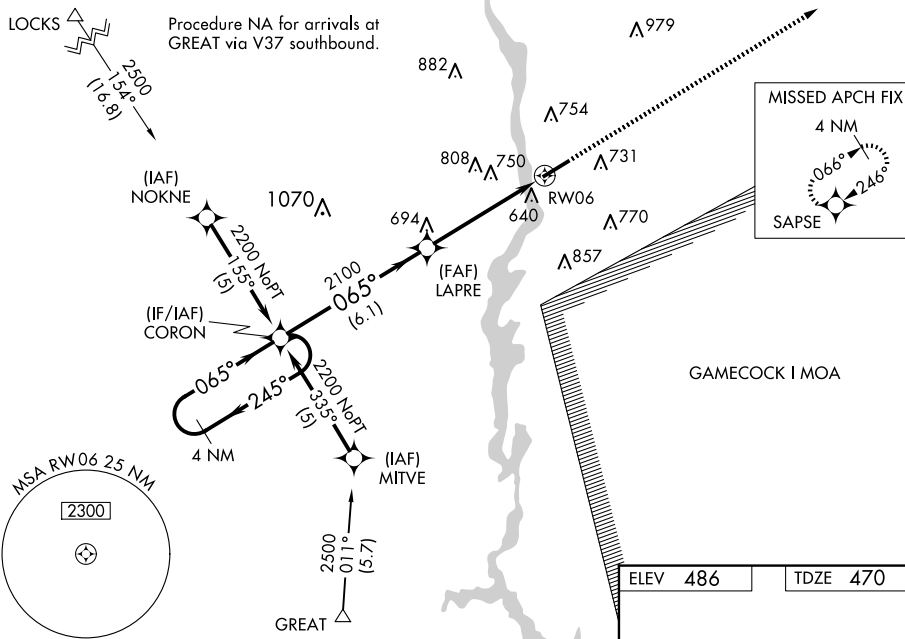 LOCKS
Procedure NA for arrivals at
GREAT via V37 southbound.
979
882
2500
154°
(16.8)
754
MISSED APCH FIX
4 NM
066°
246°
SAPSE
808
750
731
RW06
640
(IAF)
NOKNE
1070
694
770
857
2200 NoPT
155°
(5)
2100
065°
(6.1)
(FAF)
LAPRE
(IF/IAF)
CORON
065°
245°
4 NM
2200 NoPT
335°
(5)
GAMECOCK I MOA
(IAF)
MITVE
MSA RW06 25 NM
2300
2500
011°
(5.7)
GREAT
ELEV 486
TDZE 470